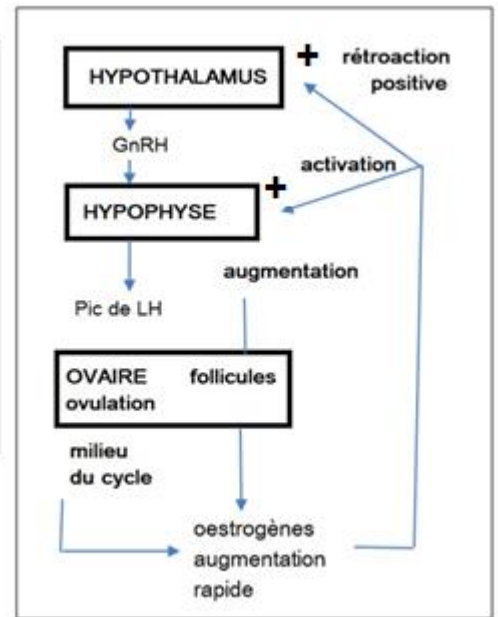 + rétroaction
positive
HYPOTHALAMUS
GnRH
activation
+
HYPOPHYSE
augmentation
Pic de LH
OVAIRE follicules
ovulation
milieu
du cycle
oestrogènes
augmentation
rapide